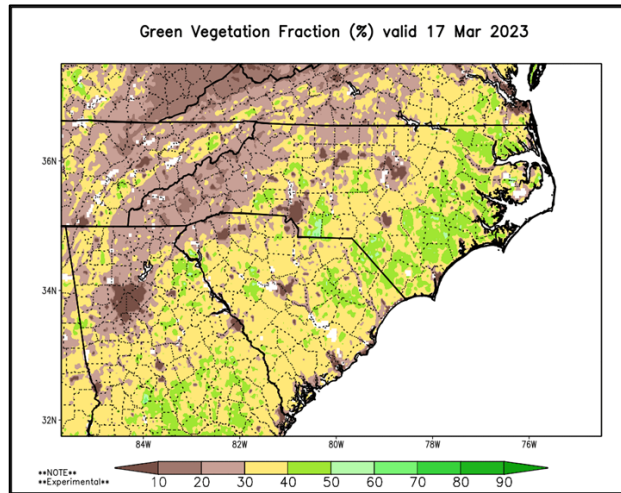 Green Vegetation Fraction (%) valid 17 Mar 2023
36N
34N
32N
84W 82W 80W 78W 76W
**NOTE**
**Experimental**
10 20 30 40 50 60 70 80 90